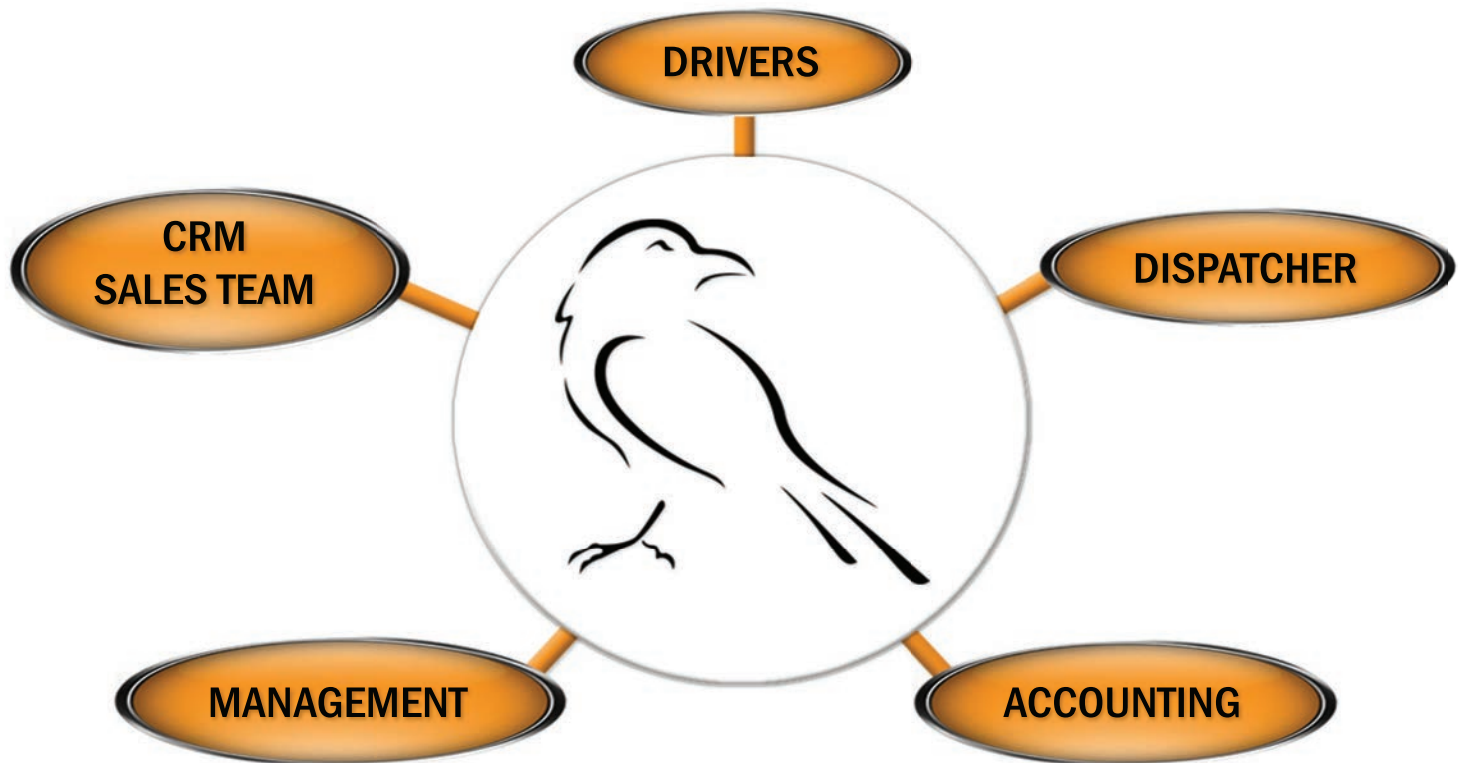 DRIVERS
CRM
SALES TEAM
DISPATCHER
MANAGEMENT
ACCOUNTING